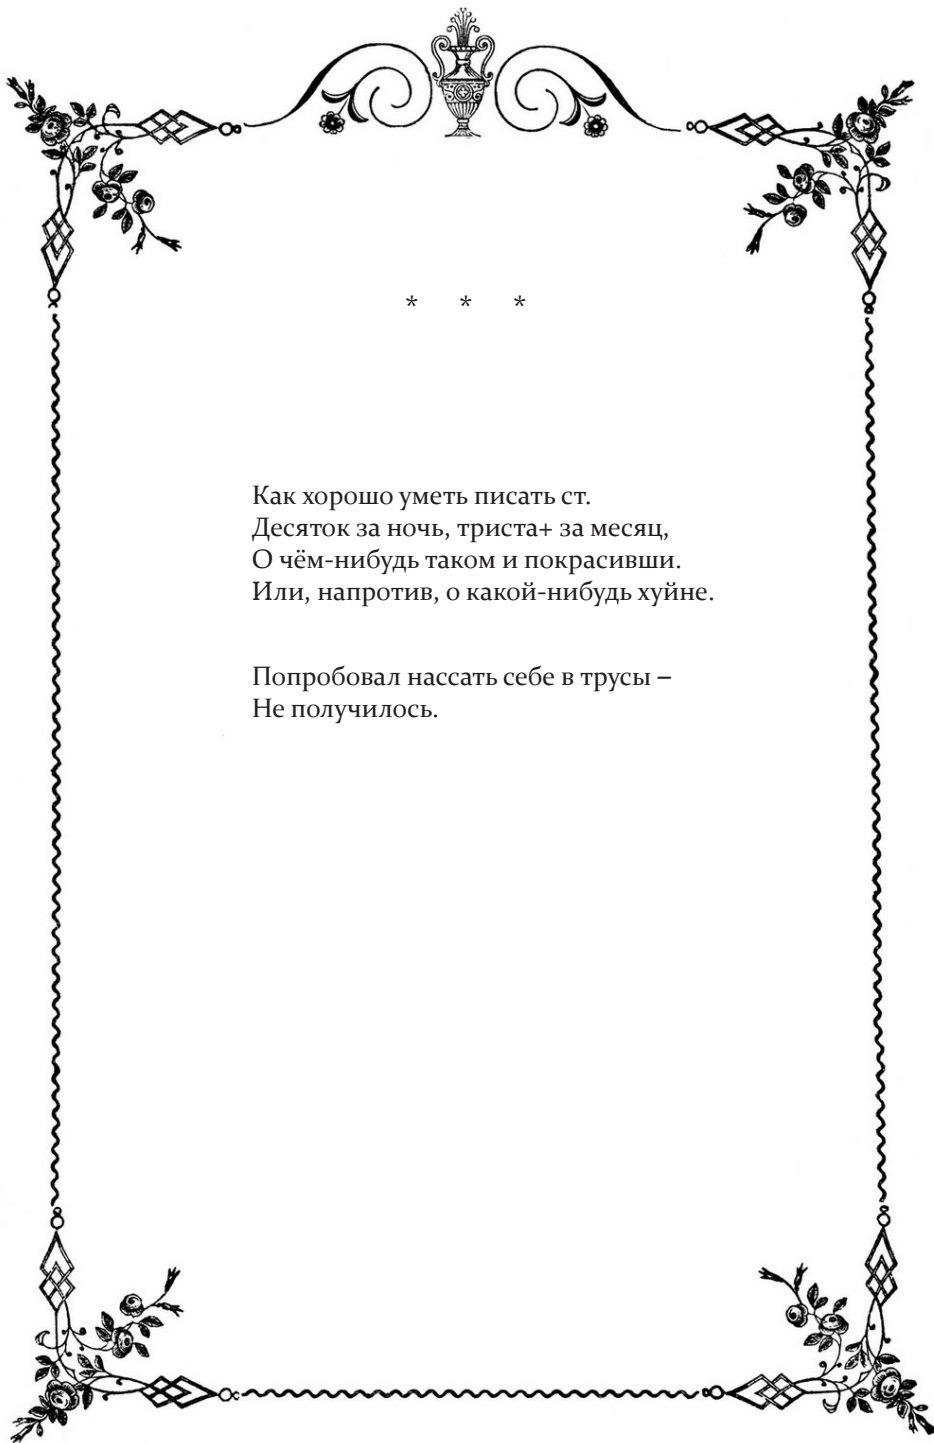 * * *
Как хорошо уметь писать ст.
Десяток за ночь, триста+ за месяц,
О чём-нибудь таком и покрасивши.
Или, напротив, о какой-нибудь хуйне.
Попробовал нассать себе в трусы –
Не получилось.